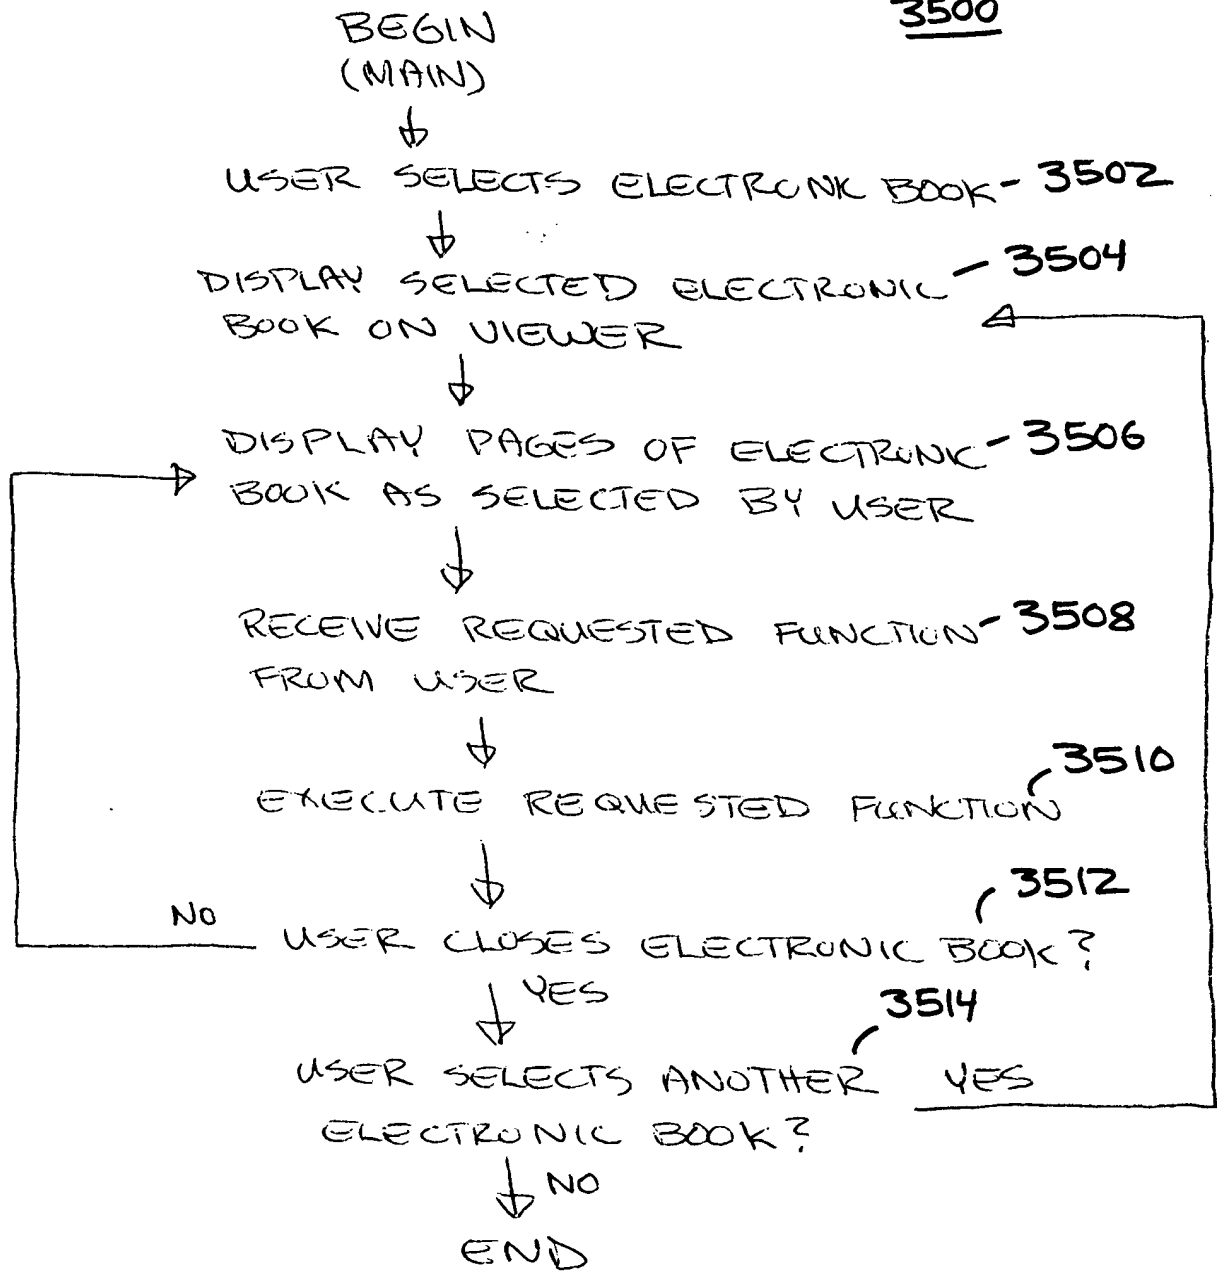 3500
BEGIN
(MAIN)
USER SELECTS ELECTRONIC BOOK - 3502
DISPLAY SELECTED ELECTRONIC - 3504
BOOK ON VIEWER
DISPLAY PAGES OF ELECTRONIC - 3506
BOOK AS SELECTED BY USER
RECEIVE REQUESTED FUNCTION - 3508
FROM USER
3510
EXECUTE REQUESTED FUNCTION
3512
NO
USER CLOSES ELECTRONIC BOOK?
YES
3514
USER SELECTS ANOTHER YES
ELECTRONIC BOOK?
NO
END